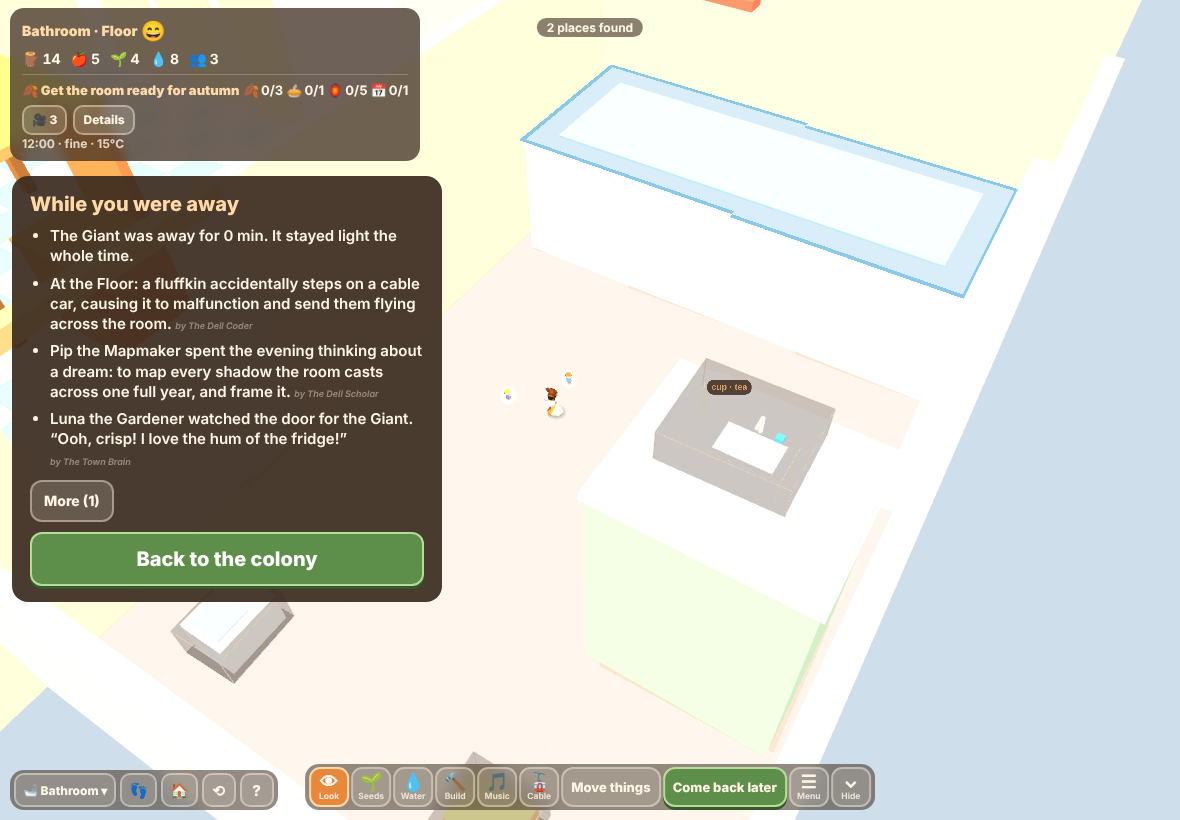 Bathroom · Floor 😄
2 places found
🪵 14 🍎 5 🌱 4 💧 8 👥 3
🍂 Get the room ready for autumn 🍂 0/3 🥧 0/1 🏮 0/5 📅 0/1
🎥 3 Details
12:00 · fine · 15°C
While you were away
• The Giant was away for 0 min. It stayed light the
whole time.
• At the Floor: a fluffkin accidentally steps on a cable
car, causing it to malfunction and send them flying
across the room. by The Dell Coder
• Pip the Mapmaker spent the evening thinking about
a dream: to map every shadow the room casts
across one full year, and frame it. by The Dell Scholar
• Luna the Gardener watched the door for the Giant.
“Ooh, crisp! I love the hum of the fridge!”
by The Town Brain
More (1)
Back to the colony
cup · tea
🛁 Bathroom ▾ 👣 🏠 ⟲ ?
Look Seeds Water Build Music Cable Move things Come back later Menu Hide